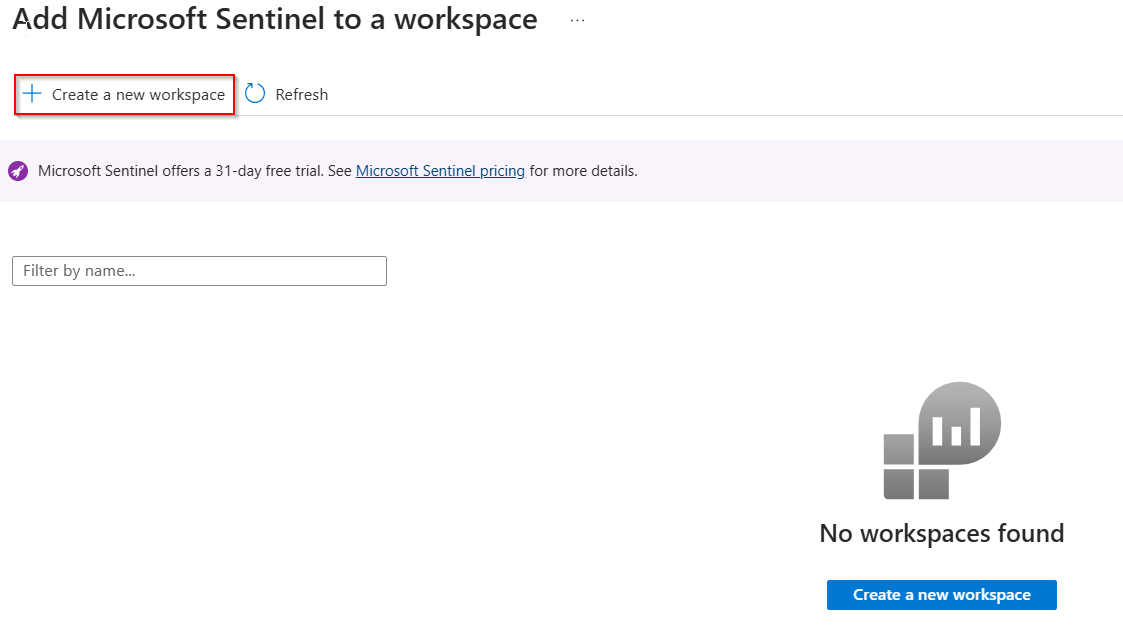 Add Microsoft Sentinel to a workspace ...
Create a new workspace Refresh
Microsoft Sentinel offers a 31-day free trial. See Microsoft Sentinel pricing for more details.
Filter by name...
No workspaces found
Create a new workspace